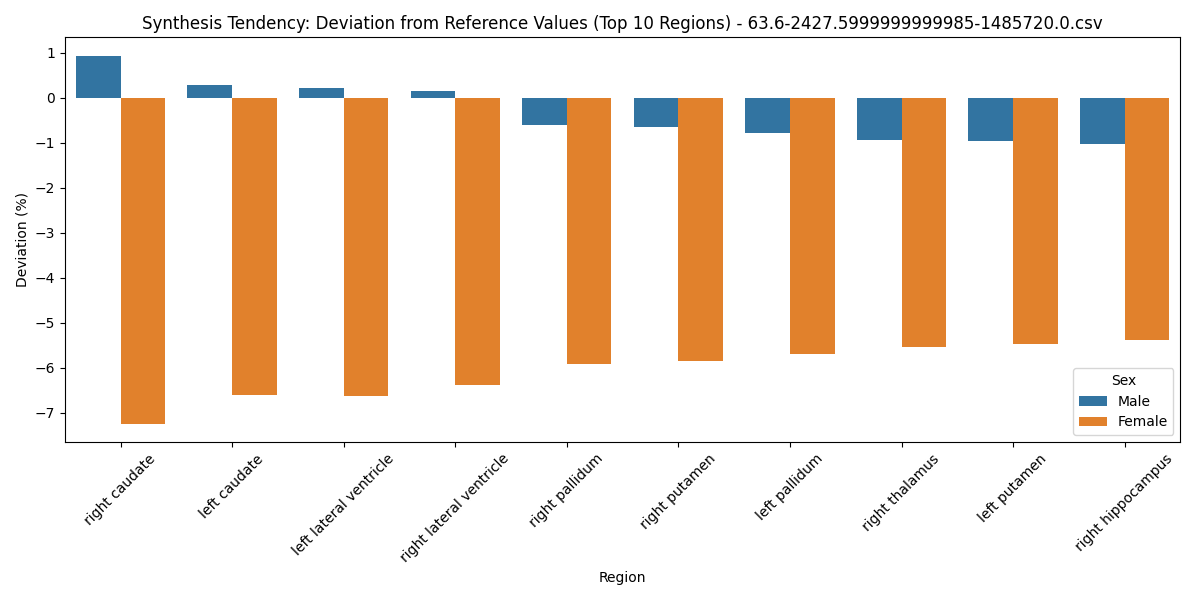 Synthesis Tendency: Deviation from Reference Values (Top 10 Regions) - 63.6-2427.5999999999985-1485720.0.csv
Deviation (%)
1
0
−1
−2
−3
−4
−5
−6
−7
Sex
Male
Female
right caudate
left caudate
left lateral ventricle
right lateral ventricle
right pallidum
right putamen
left pallidum
right thalamus
left putamen
right hippocampus
Region